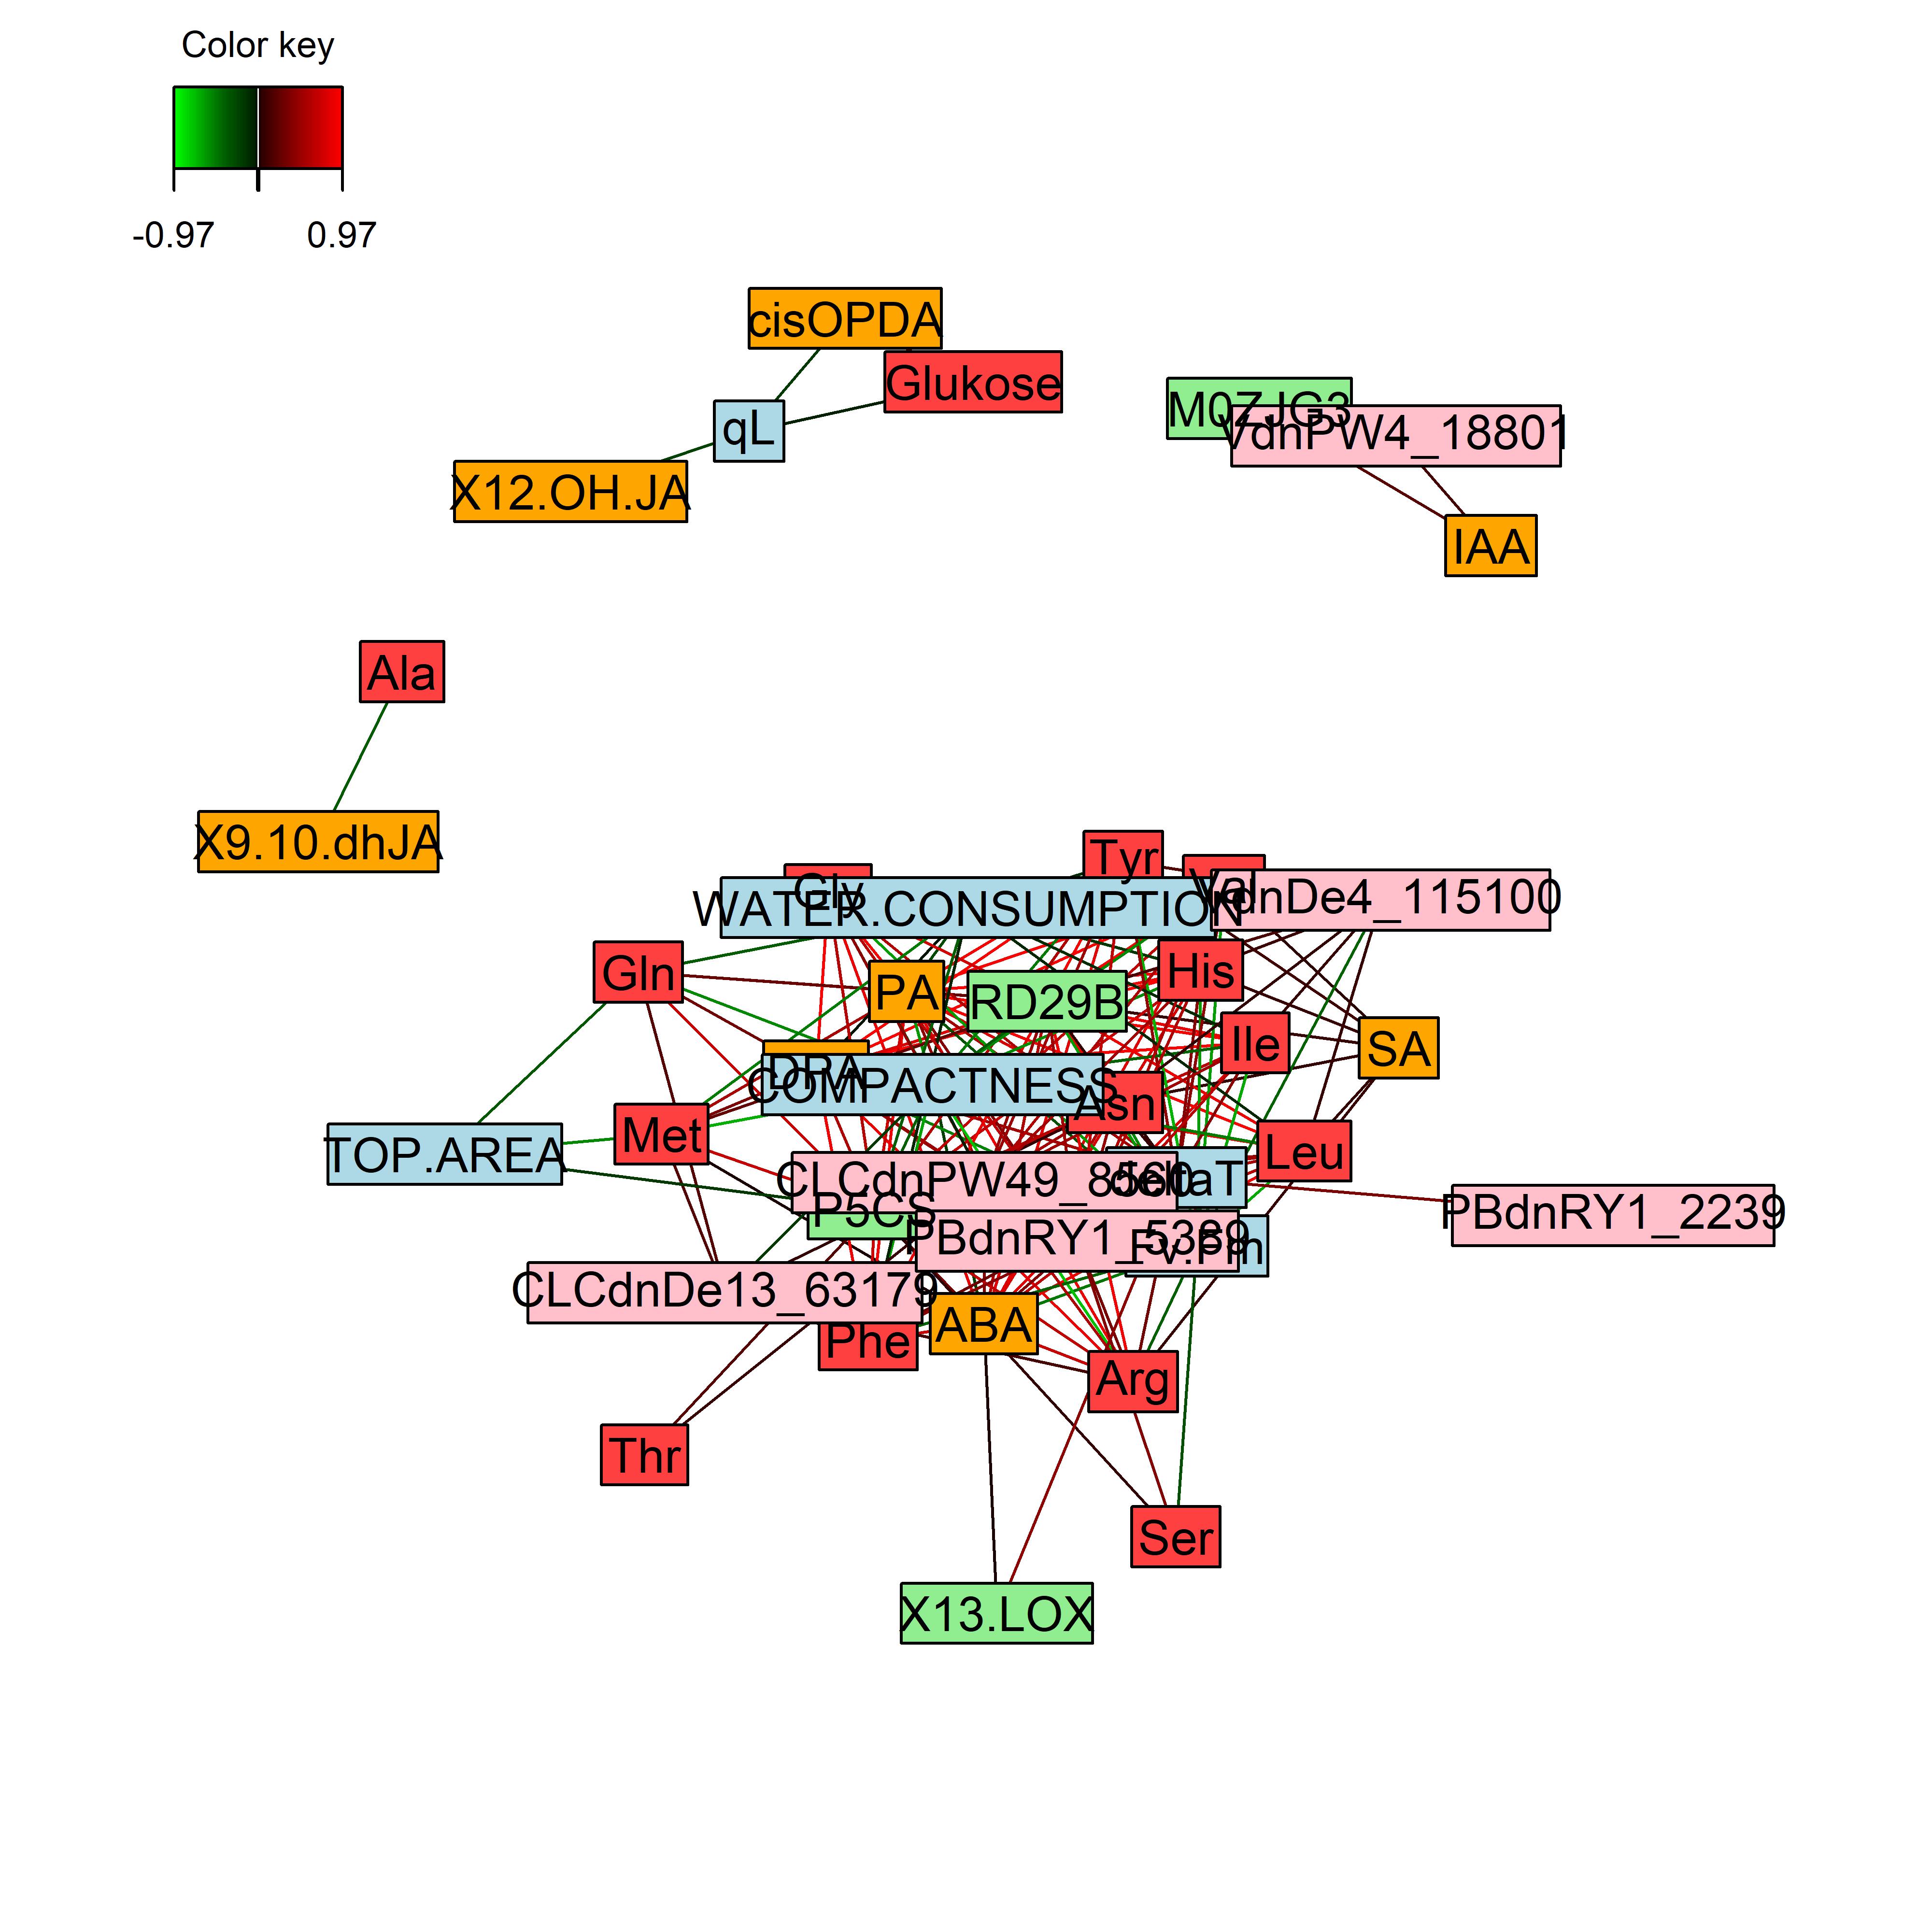 Color key
-0.97 0.97
cisOPDA
Glukose
qL
M0ZJG3
VdnPW4_18801
X12.OH.JA
IAA
Ala
X9.10.dhJA
Tyr
Val
Gly
VdnDe4_115100
WATER.CONSUMPTION
Gln
His
PA
RD29B
Ile
SA
DPA
COMPACTNESS
Asn
Met
TOP.AREA
Leu
CLCdnPW49_8560
deltaT
P5CS
PBdnRY1_2239
PBdnRY1_5389
Fv.Fm
CLCdnDe13_63179
ABA
Phe
Arg
Thr
Ser
X13.LOX